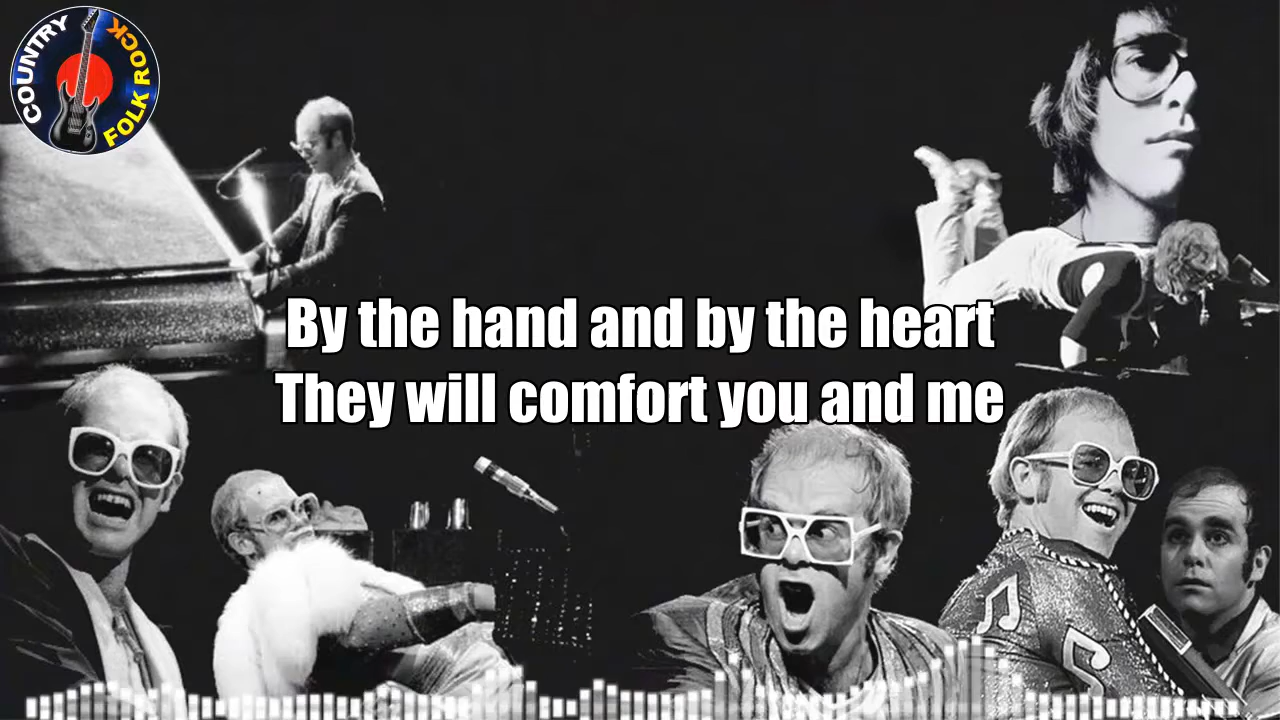 COUNTRY
FOLK ROCK
By the hand and by the heart
They will comfort you and me